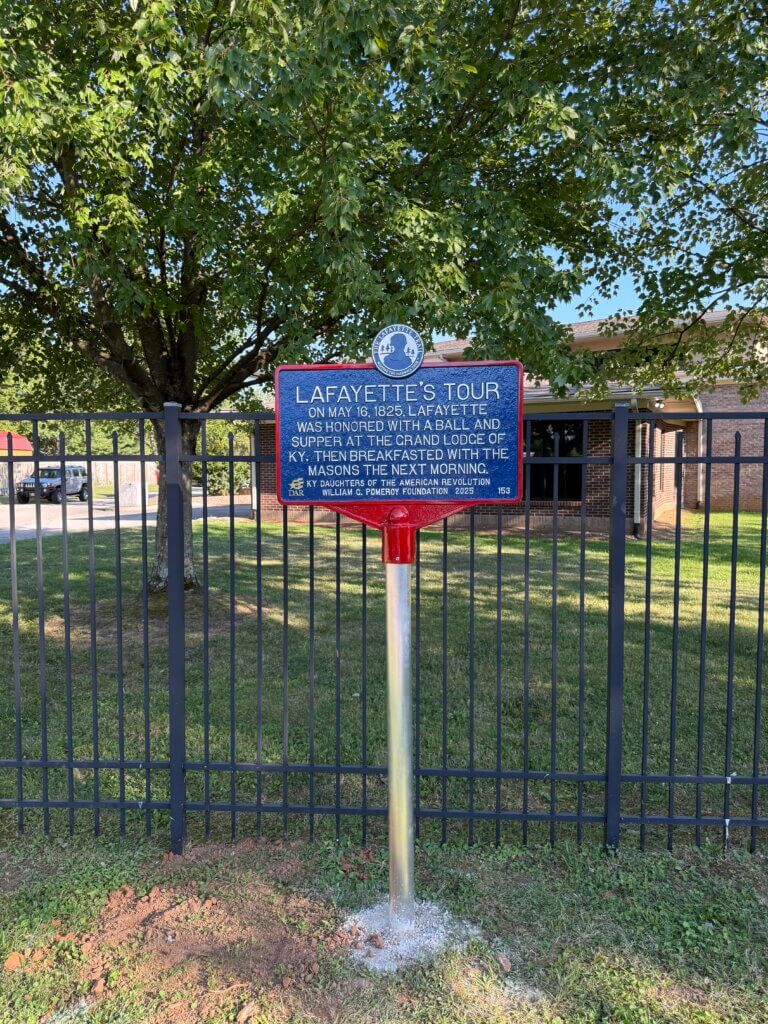 LAFAYETTE'S TOUR
ON MAY 16, 1825, LAFAYETTE
WAS HONORED WITH A BALL AND
SUPPER AT THE GRAND LODGE OF
KY. THEN BREAKFASTED WITH THE
MASONS THE NEXT MORNING.
KY DAUGHTERS OF THE AMERICAN REVOLUTION
WILLIAM G. POMEROY FOUNDATION 2025 153
DAR